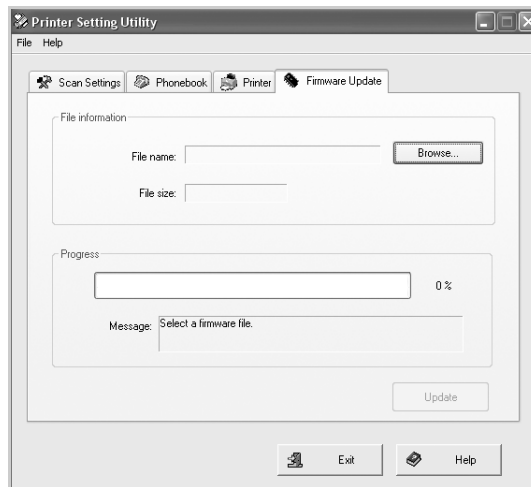 Printer Setting Utility
File Help
Scan Settings Phonebook Printer Firmware Update
File information
File name: Browse...
File size:
Progress
0 %
Message: Select a firmware file.
Update
Exit Help